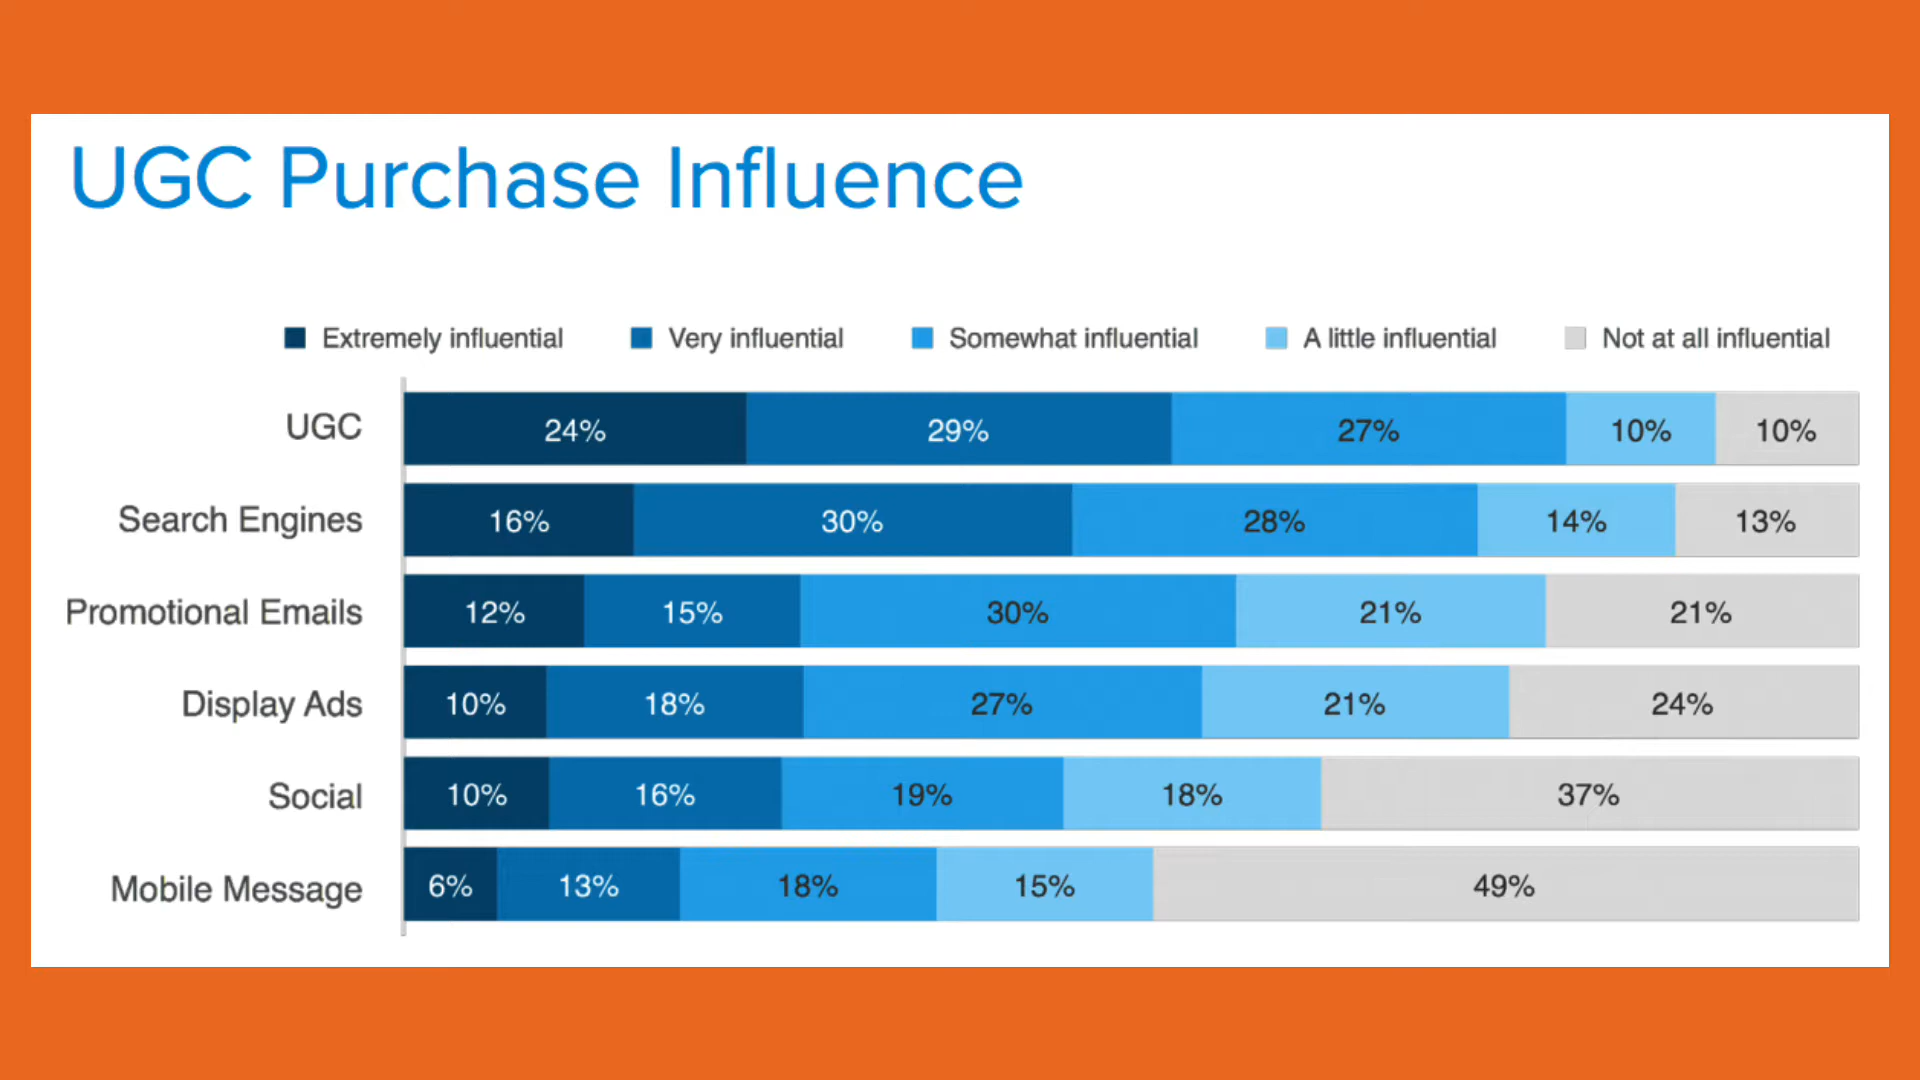 UGC Purchase Influence
Extremely influential Very influential Somewhat influential A little influential Not at all influential
UGC 24% 29% 27% 10% 10%
Search Engines 16% 30% 28% 14% 13%
Promotional Emails 12% 15% 30% 21% 21%
Display Ads 10% 18% 27% 21% 24%
Social 10% 16% 19% 18% 37%
Mobile Message 6% 13% 18% 15% 49%